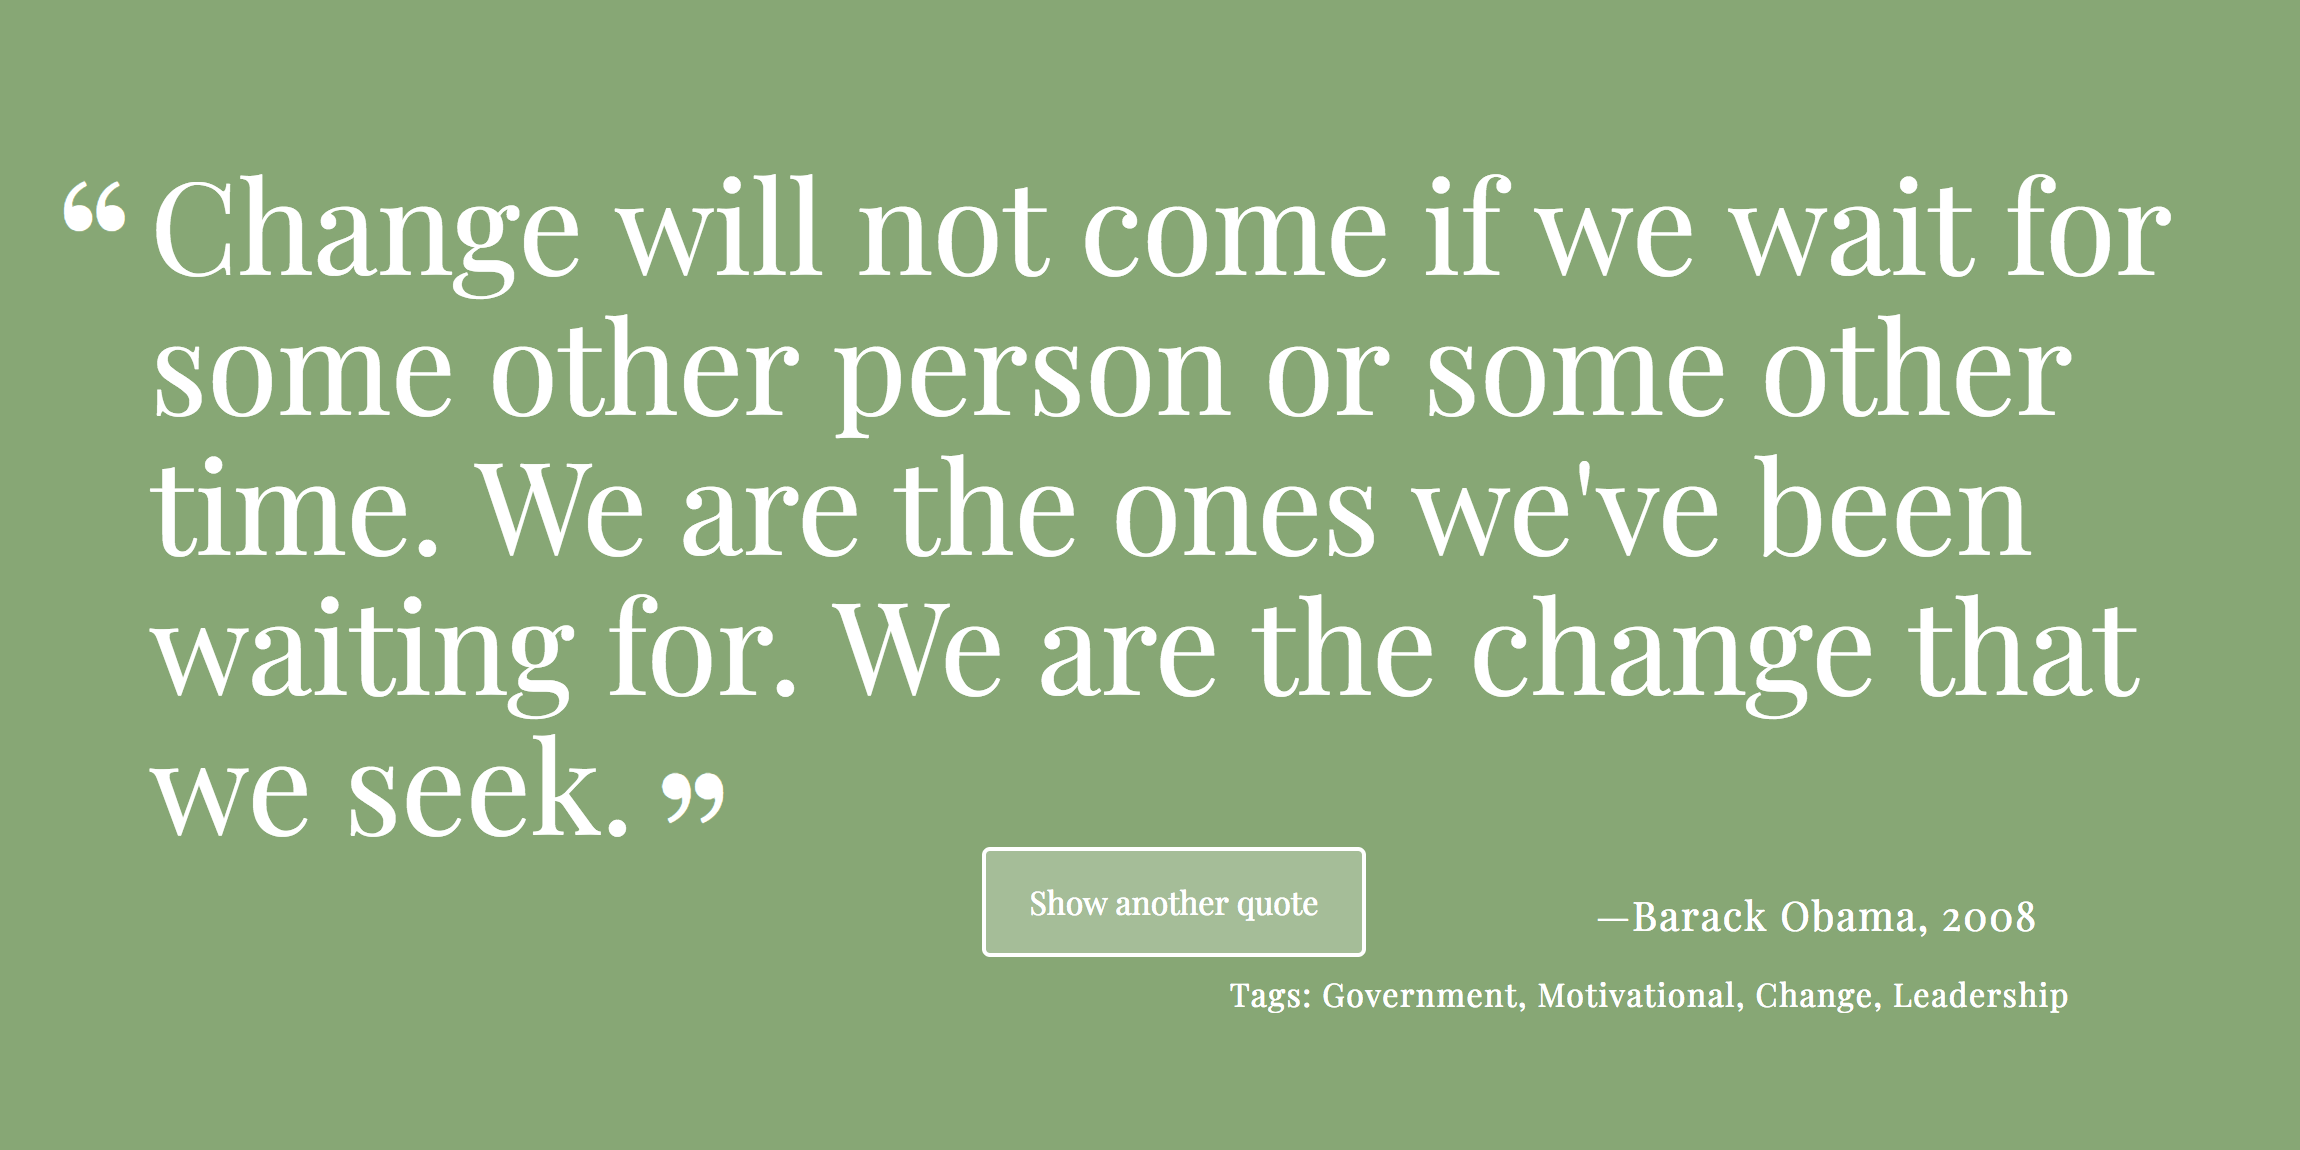 “Change will not come if we wait for
some other person or some other
time. We are the ones we've been
waiting for. We are the change that
we seek.”
Show another quote
—Barack Obama, 2008
Tags: Government, Motivational, Change, Leadership